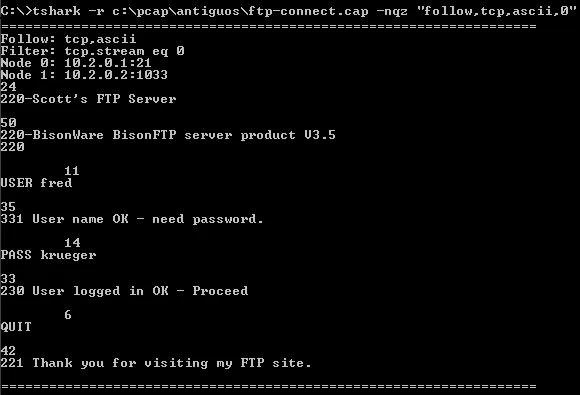 C:\>tshark -r c:\pcap\antiguos\ftp-connect.cap -nqz "follow,tcp,ascii,0"
===================================================================
Follow: tcp,ascii
Filter: tcp.stream eq 0
Node 0: 10.2.0.1:21
Node 1: 10.2.0.2:1033
24
220-Scott's FTP Server
50
220-BisonWare BisonFTP server product V3.5
220
11
USER fred
35
331 User name OK - need password.
14
PASS krueger
33
230 User logged in OK - Proceed
6
QUIT
42
221 Thank you for visiting my FTP site.
===================================================================